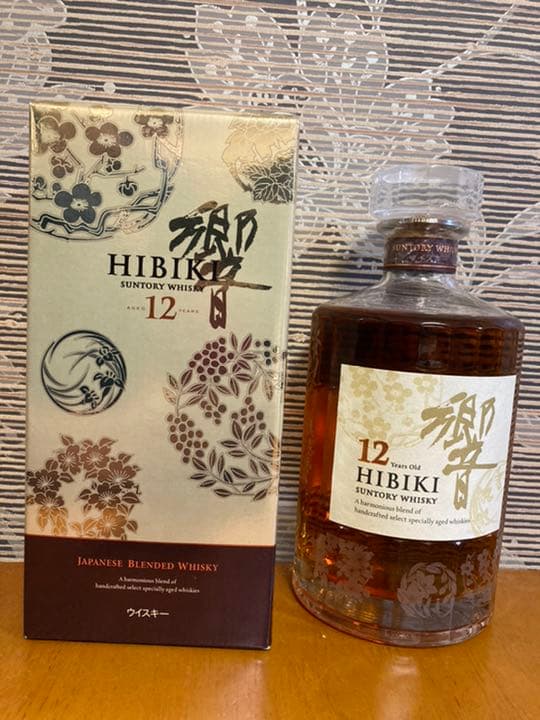 響
HIBIKI
SUNTORY WHISKY
AGED 12 YEARS
JAPANESE BLENDED WHISKY
A harmonious blend of
handcrafted select specially aged whiskies
ウイスキー
SUNTORY WHI
響
12 Years Old
HIBIKI
SUNTORY WHISKY
A harmonious blend of
handcrafted select specially aged whiskies